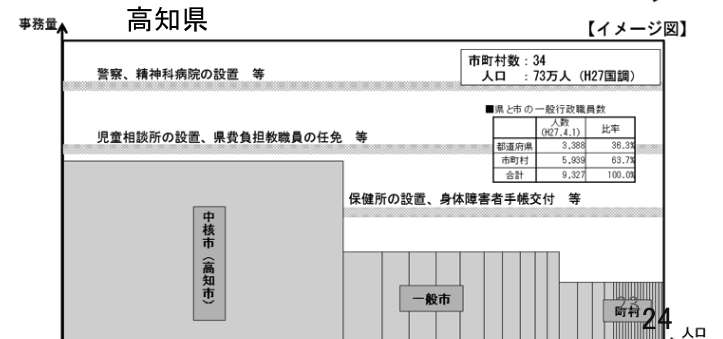 事務量
高知県
【イメージ図】
市町村数：34
人口　：73万人（H27国調）
警察、精神科病院の設置　等
■県と市の一般行政職員数
人数
(H27.4.1)
比率
都道府県 3,388 36.3%
市町村 5,939 63.7%
合計 9,327 100.0%
児童相談所の設置、県費負担教職員の任免　等
保健所の設置、身体障害者手帳交付　等
中核市（高知市）
一般市
町村
23
24
人口